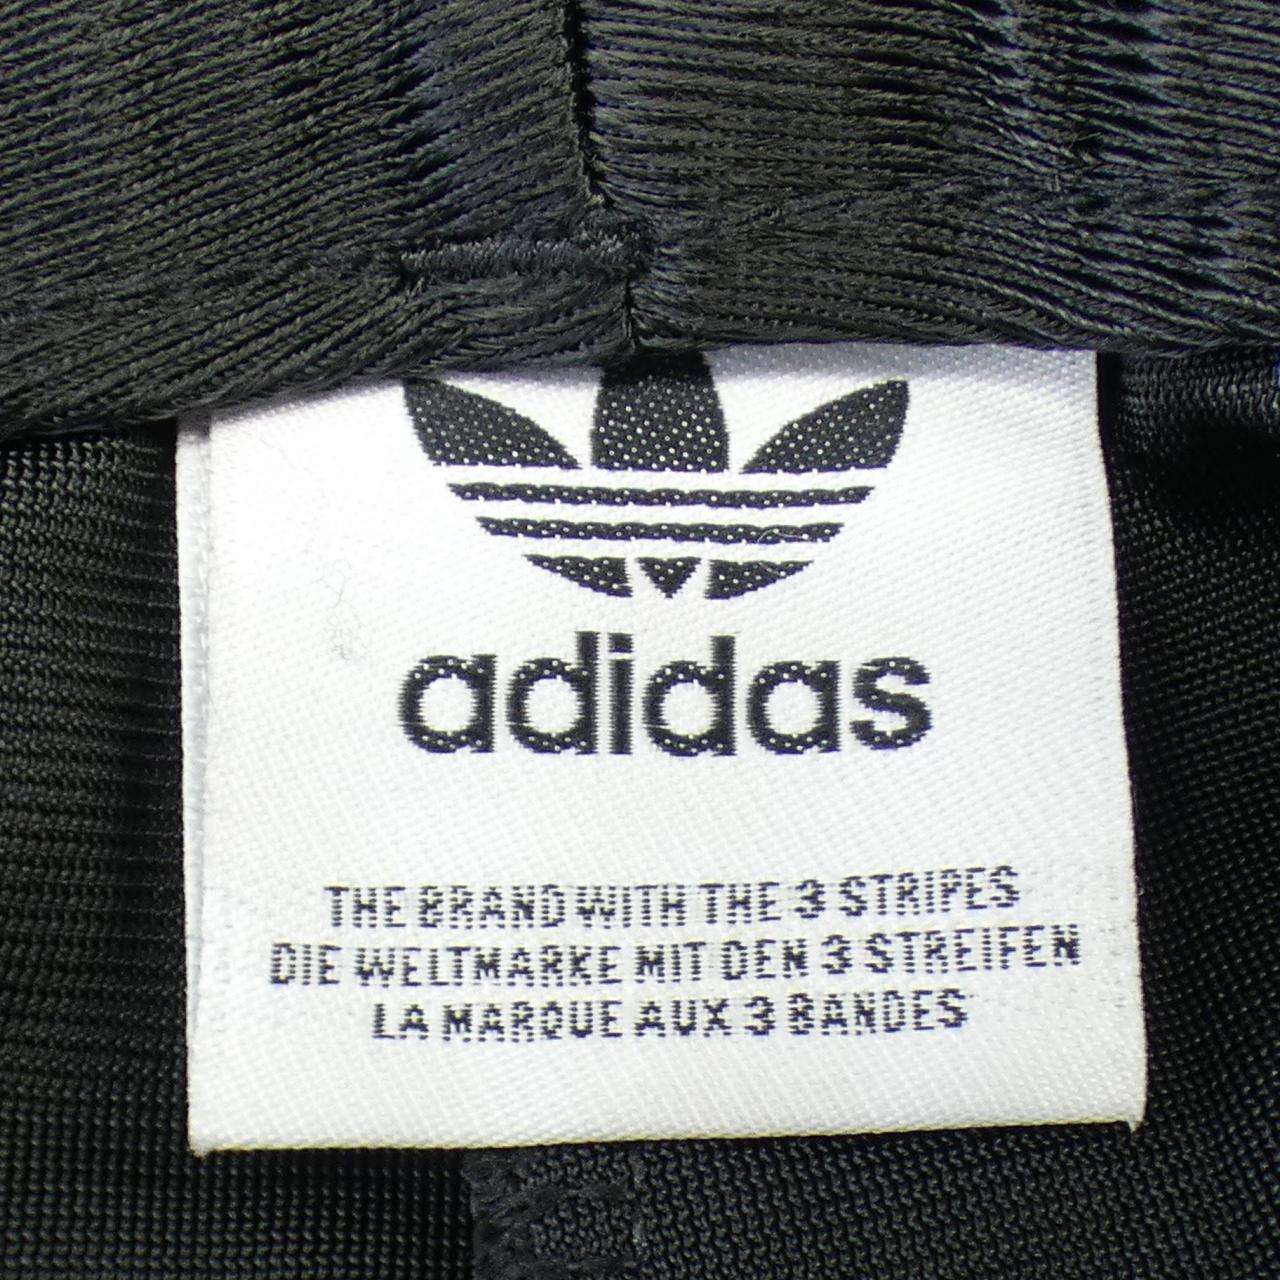 adidas
THE BRAND WITH THE 3 STRIPES
DIE WELTMARKE MIT DEN 3 STREIFEN
LA MARQUE AUX 3 BANDES